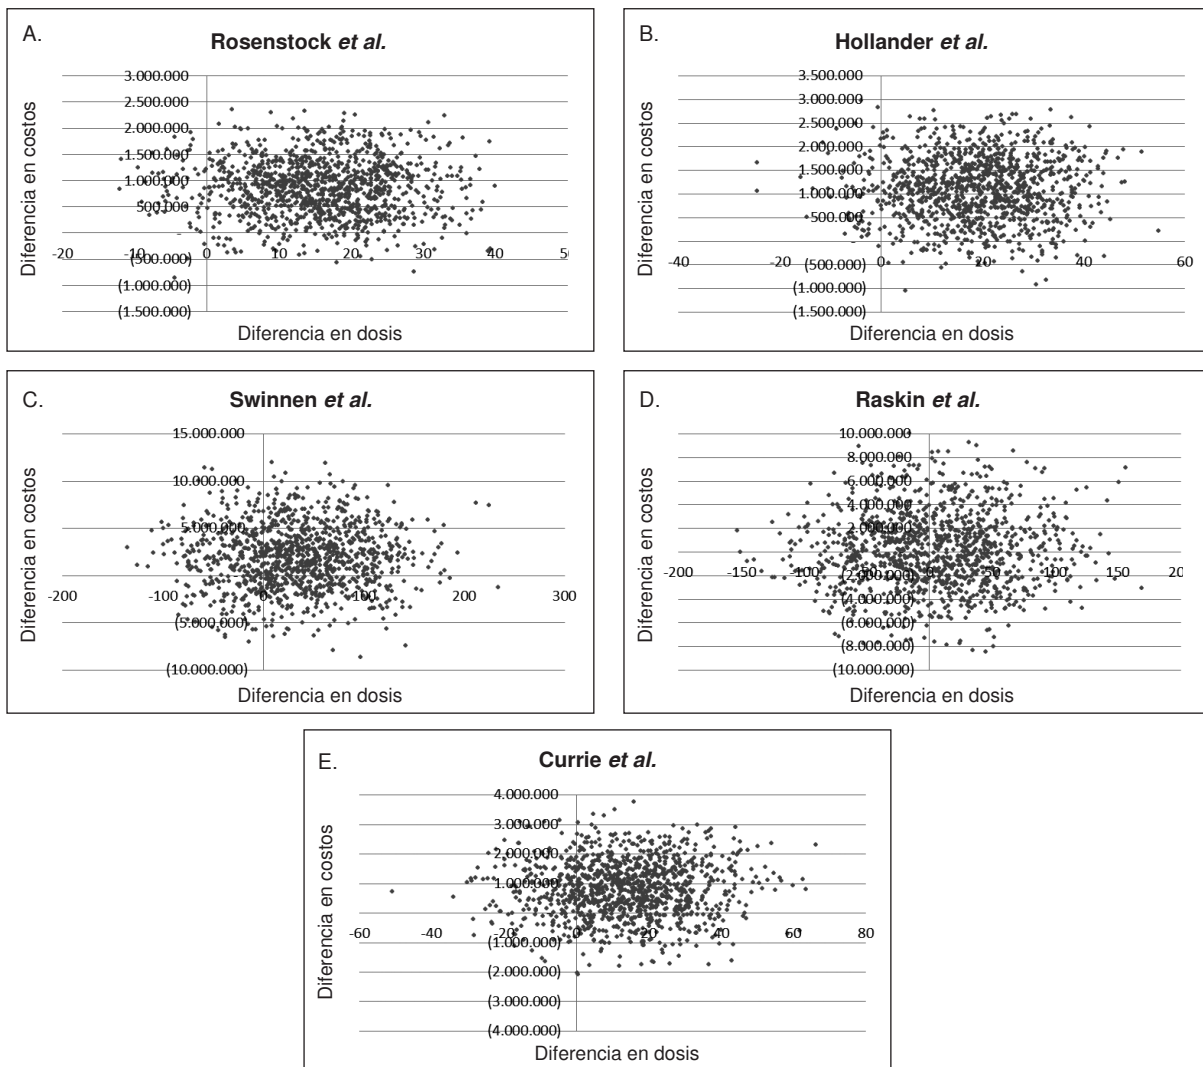 A.
Rosenstock et al.
Diferencia en costos
3.000.000
2.500.000
2.000.000
1.500.000
1.000.000
500.000
-
-20 -10 0 10 20 30 40 50
(500.000)
(1.000.000)
(1.500.000)
Diferencia en dosis
B.
Hollander et al.
Diferencia en costos
3.500.000
3.000.000
2.500.000
2.000.000
1.500.000
1.000.000
500.000
-
-40 -20 0 20 40 60
(500.000)
(1.000.000)
(1.500.000)
Diferencia en dosis
C.
Swinnen et al.
Diferencia en costos
15.000.000
10.000.000
5.000.000
-
-200 -100 0 100 200 300
(5.000.000)
(10.000.000)
Diferencia en dosis
D.
Raskin et al.
Diferencia en costos
10.000.000
8.000.000
6.000.000
4.000.000
2.000.000
-200 -150 -100 -50 0 50 100 150 200
(2.000.000)
(4.000.000)
(6.000.000)
(8.000.000)
(10.000.000)
Diferencia en dosis
E.
Currie et al.
Diferencia en costos
4.000.000
3.000.000
2.000.000
1.000.000
-60 -40 -20 0 20 40 60 80
(1.000.000)
(2.000.000)
(3.000.000)
(4.000.000)
Diferencia en dosis